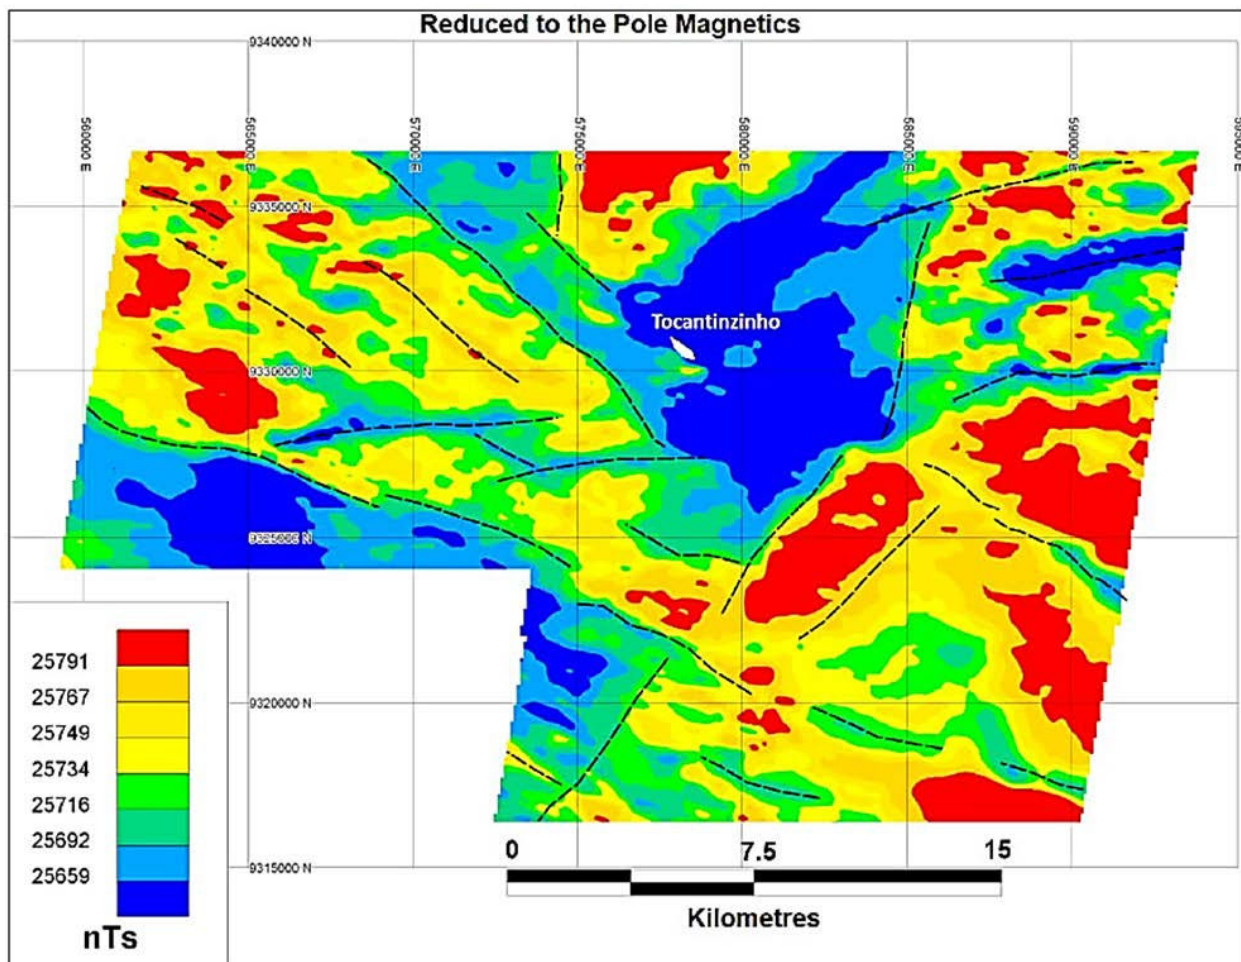 Reduced to the Pole Magnetics
9340000 N
560000 E
565000 E
570000 E
575000 E
580000 E
585000 E
590000 E
9335000 N
Tocantinzinho
9330000 N
9325000 N
9320000 N
9315000 N
25791
25767
25749
25734
25716
25692
25659
nTs
0 7.5 15
Kilometres